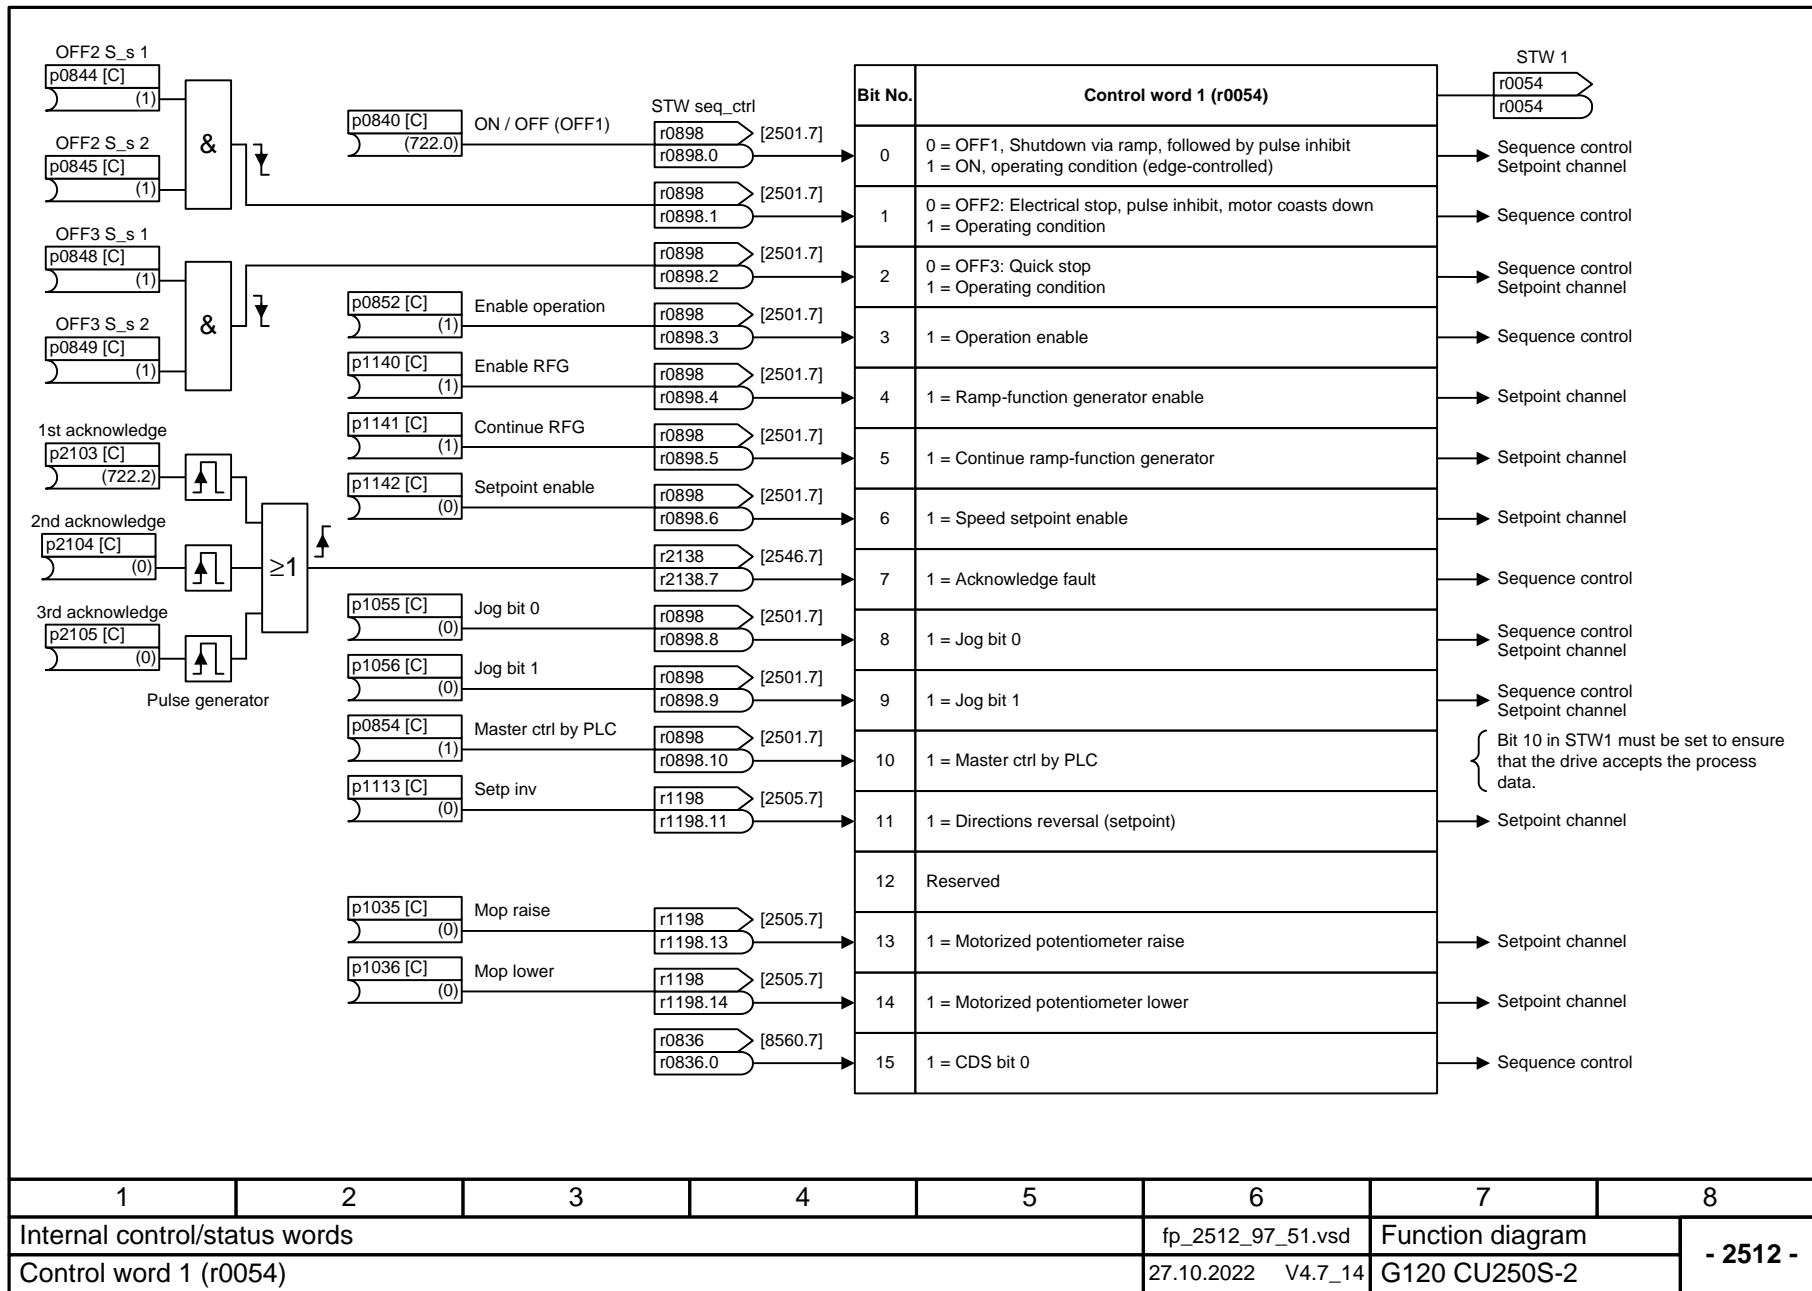 OFF2 S_s 1
p0844 [C]
(1)
OFF2 S_s 2
p0845 [C]
(1)
&
OFF3 S_s 1
p0848 [C]
(1)
OFF3 S_s 2
p0849 [C]
(1)
&
1st acknowledge
p2103 [C]
(722.2)
2nd acknowledge
p2104 [C]
(0)
3rd acknowledge
p2105 [C]
(0)
≥1
Pulse generator
p0840 [C]
(722.0)
ON / OFF (OFF1)
p0852 [C]
(1)
Enable operation
p1140 [C]
(1)
Enable RFG
p1141 [C]
(1)
Continue RFG
p1142 [C]
(0)
Setpoint enable
p1055 [C]
(0)
Jog bit 0
p1056 [C]
(0)
Jog bit 1
p0854 [C]
(1)
Master ctrl by PLC
p1113 [C]
(0)
Setp inv
p1035 [C]
(0)
Mop raise
p1036 [C]
(0)
Mop lower
STW seq_ctrl
r0898 [2501.7]
r0898.0
r0898 [2501.7]
r0898.1
r0898 [2501.7]
r0898.2
r0898 [2501.7]
r0898.3
r0898 [2501.7]
r0898.4
r0898 [2501.7]
r0898.5
r0898 [2501.7]
r0898.6
r2138 [2546.7]
r2138.7
r0898 [2501.7]
r0898.8
r0898 [2501.7]
r0898.9
r0898 [2501.7]
r0898.10
r1198 [2505.7]
r1198.11
r1198 [2505.7]
r1198.13
r1198 [2505.7]
r1198.14
r0836 [8560.7]
r0836.0
Bit No. Control word 1 (r0054)
STW 1
r0054
r0054
0
0 = OFF1, Shutdown via ramp, followed by pulse inhibit
1 = ON, operating condition (edge-controlled)
Sequence control
Setpoint channel
1
0 = OFF2: Electrical stop, pulse inhibit, motor coasts down
1 = Operating condition
Sequence control
2
0 = OFF3: Quick stop
1 = Operating condition
Sequence control
Setpoint channel
3 1 = Operation enable Sequence control
4 1 = Ramp-function generator enable Setpoint channel
5 1 = Continue ramp-function generator Setpoint channel
6 1 = Speed setpoint enable Setpoint channel
7 1 = Acknowledge fault Sequence control
8 1 = Jog bit 0
Sequence control
Setpoint channel
9 1 = Jog bit 1
Sequence control
Setpoint channel
10 1 = Master ctrl by PLC
Bit 10 in STW1 must be set to ensure
that the drive accepts the process
data.
11 1 = Directions reversal (setpoint) Setpoint channel
12 Reserved
13 1 = Motorized potentiometer raise Setpoint channel
14 1 = Motorized potentiometer lower Setpoint channel
15 1 = CDS bit 0 Sequence control
1 2 3 4 5 6 7 8
Internal control/status words fp_2512_97_51.vsd Function diagram
- 2512 -
Control word 1 (r0054) 27.10.2022 V4.7_14 G120 CU250S-2